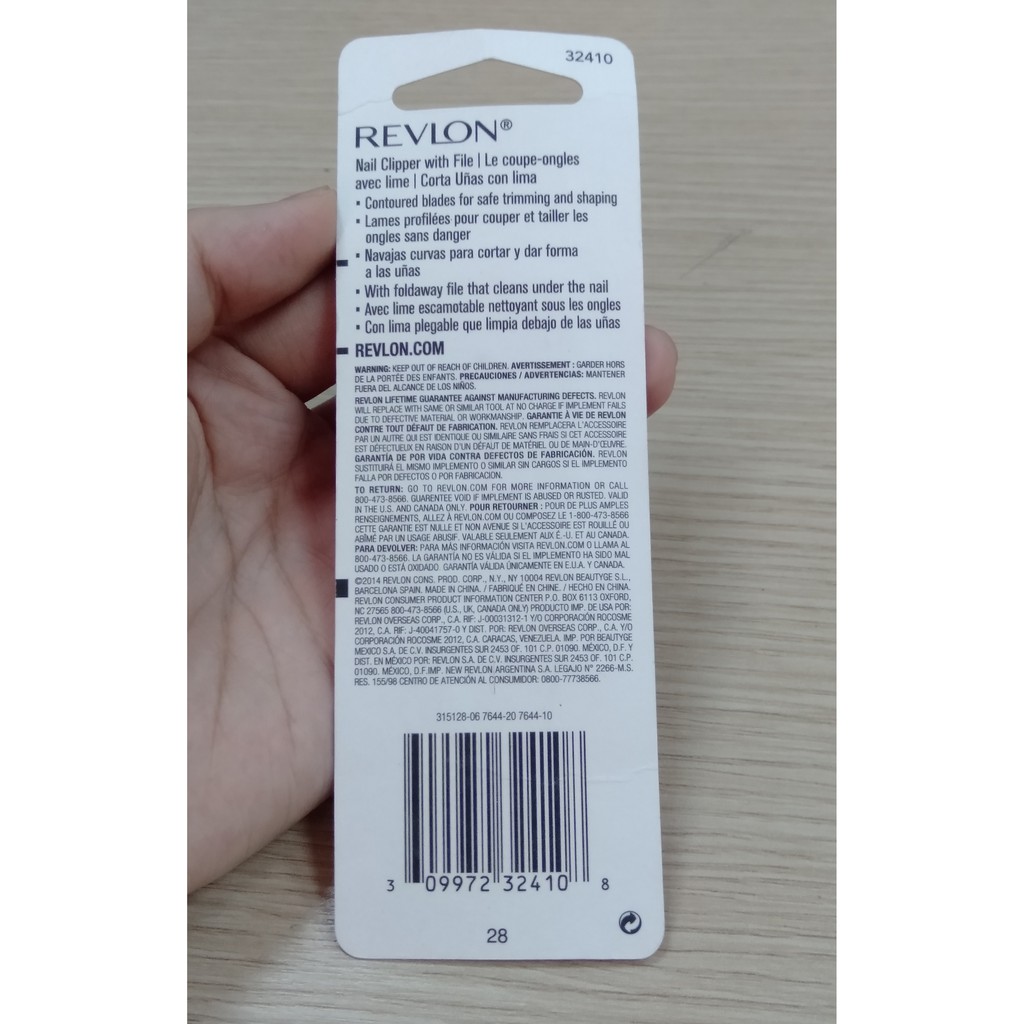 32410
REVLON®
Nail Clipper with File | Le coupe-ongles
avec lime | Corta Uñas con lima
• Contoured blades for safe trimming and shaping
• Lames profilées pour couper et tailler les
ongles sans danger
• Navajas curvas para cortar y dar forma
a las uñas
• With foldaway file that cleans under the nail
• Avec lime escamotable nettoyant sous les ongles
• Con lima plegable que limpia debajo de las uñas
REVLON.COM
WARNING: KEEP OUT OF REACH OF CHILDREN. AVERTISSEMENT : GARDER HORS
DE LA PORTÉE DES ENFANTS. PRECAUCIONES / ADVERTENCIAS: MANTENER
FUERA DEL ALCANCE DE LOS NIÑOS.
REVLON LIFETIME GUARANTEE AGAINST MANUFACTURING DEFECTS. REVLON
WILL REPLACE WITH SAME OR SIMILAR TOOL AT NO CHARGE IF IMPLEMENT FAILS
DUE TO DEFECTIVE MATERIAL OR WORKMANSHIP. GARANTIE À VIE DE REVLON
CONTRE TOUT DÉFAUT DE FABRICATION. REVLON REMPLACERA L'ACCESSOIRE
PAR UN AUTRE QUI EST IDENTIQUE OU SIMILAIRE SANS FRAIS SI CET ACCESSOIRE
EST DÉFECTUEUX EN RAISON D'UN DÉFAUT DE MATÉRIEL OU DE MAIN-D'ŒUVRE.
GARANTÍA DE POR VIDA CONTRA DEFECTOS DE FABRICACIÓN. REVLON
SUSTITUIRÁ EL MISMO IMPLEMENTO O SIMILAR SIN CARGOS SI EL IMPLEMENTO
FALLA POR DEFECTOS O POR FABRICACION.
TO RETURN: GO TO REVLON.COM FOR MORE INFORMATION OR CALL
800-473-8566. GUARENTEE VOID IF IMPLEMENT IS ABUSED OR RUSTED. VALID
IN THE U.S. AND CANADA ONLY. POUR RETOURNER : POUR DE PLUS AMPLES
RENSEIGNEMENTS, ALLEZ À REVLON.COM OU COMPOSEZ LE 1-800-473-8566
CETTE GARANTIE EST NULLE ET NON AVENUE SI L'ACCESSOIRE EST ROUILLÉ OU
ABÎMÉ PAR UN USAGE ABUSIF. VALABLE SEULEMENT AUX É.-U. ET AU CANADA.
PARA DEVOLVER: PARA MÁS INFORMACIÓN VISITA REVLON.COM O LLAMA AL
800-473-8566. LA GARANTÍA NO ES VÁLIDA SI EL IMPLEMENTO HA SIDO MAL
USADO O ESTÁ OXIDADO. GARANTÍA VÁLIDA ÚNICAMENTE EN E.U.A. Y CANADA.
©2014 REVLON CONS. PROD. CORP., N.Y., NY 10004 REVLON BEAUTYGE S.L.,
BARCELONA SPAIN. MADE IN CHINA. / FABRIQUÉ EN CHINE. / HECHO EN CHINA.
REVLON CONSUMER PRODUCT INFORMATION CENTER P.O. BOX 6113 OXFORD,
NC 27565 800-473-8566 (U.S., UK, CANADA ONLY) PRODUCTO IMP. DE USA POR:
REVLON OVERSEAS CORP., C.A. RIF: J-00031312-1 Y/O CORPORACIÓN ROCOSME
2012, C.A. RIF: J-40041757-0 Y DIST. POR: REVLON OVERSEAS CORP., C.A. Y/O
CORPORACIÓN ROCOSME 2012, C.A. CARACAS, VENEZUELA. IMP. POR BEAUTYGE
MEXICO S.A. DE C.V. INSURGENTES SUR 2453 OF. 101 C.P. 01090. MÉXICO, D.F. Y
DIST. EN MÉXICO POR: REVLON S.A. DE C.V. INSURGENTES SUR 2453 OF. 101 C.P.
01090. MÉXICO, D.F.IMP. NEW REVLON ARGENTINA S.A. LEGAJO Nº 2266-M.S.
RES. 155/98 CENTRO DE ATENCIÓN AL CONSUMIDOR: 0800-77738566.
315128-06 7644-20 7644-10
3 09972 32410 8
28